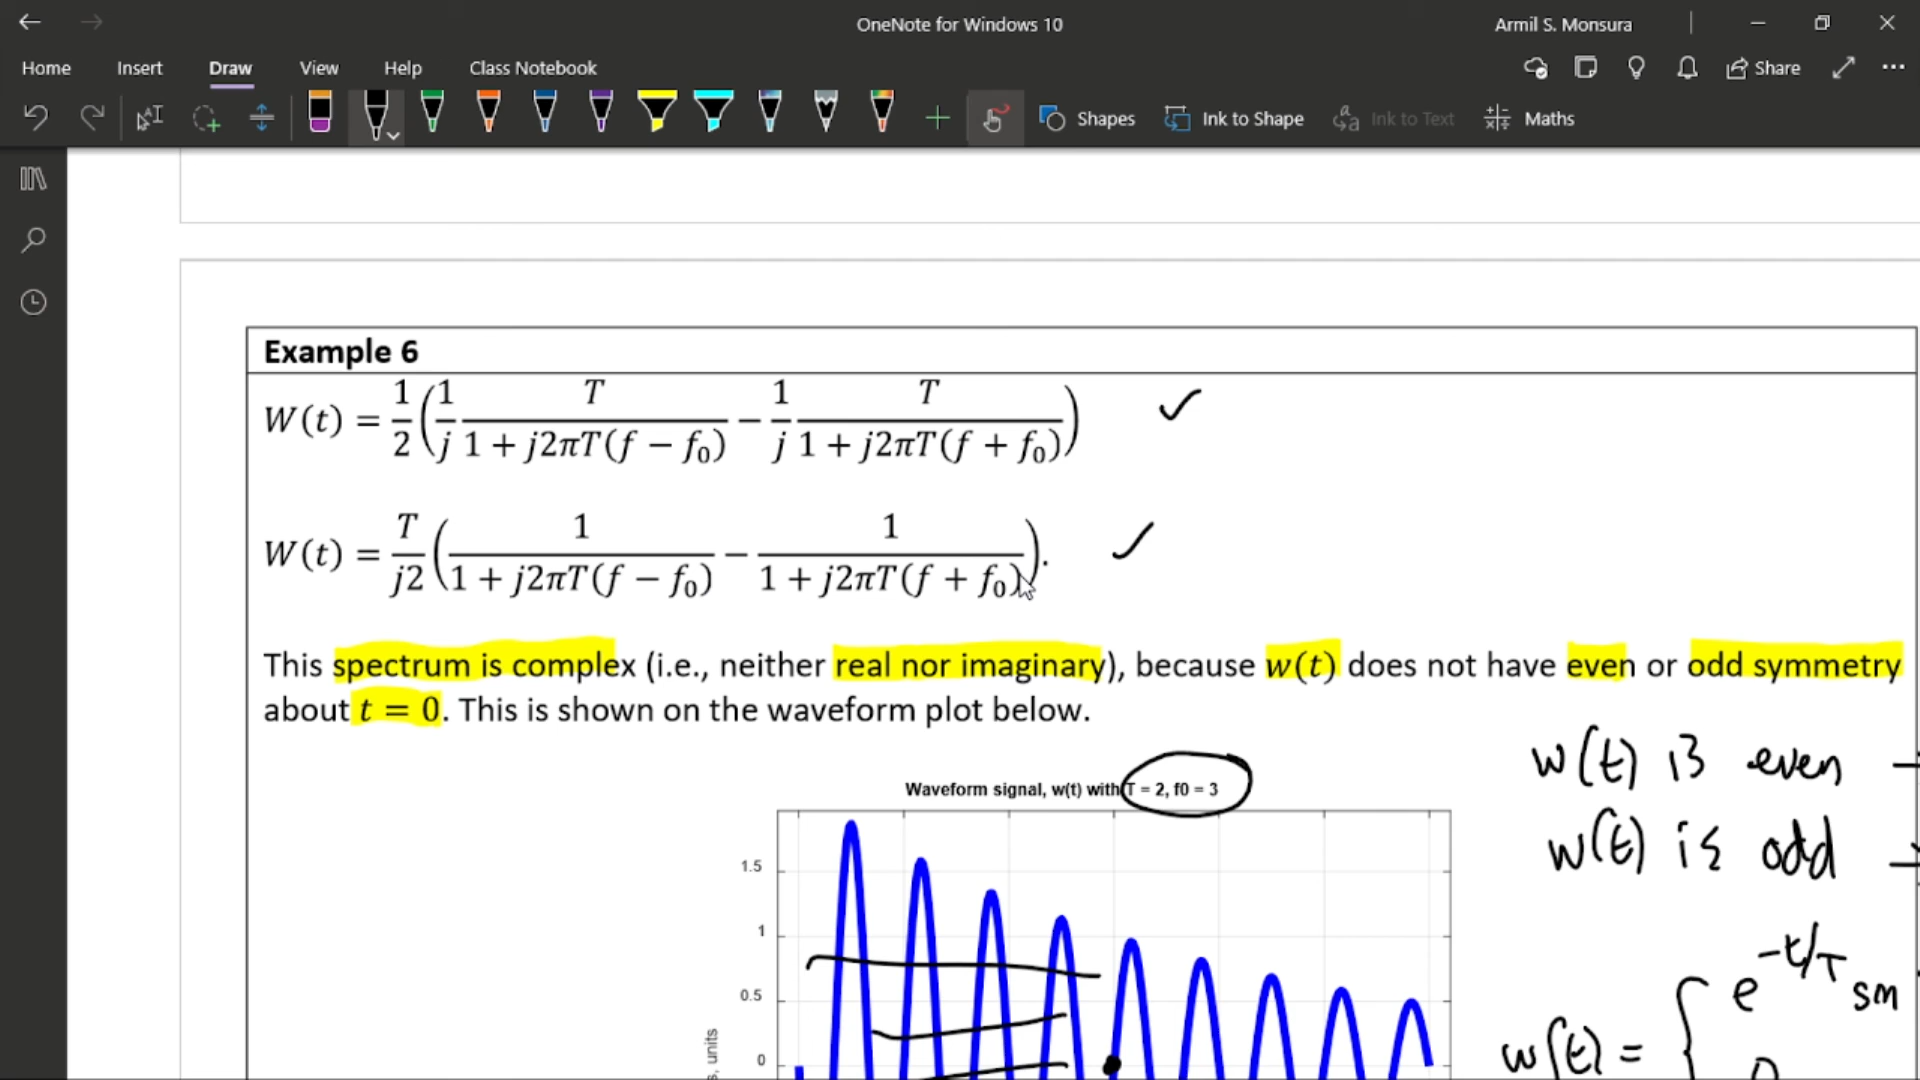 OneNote for Windows 10
Armil S. Monsura
Home Insert Draw View Help Class Notebook
Share
Shapes Ink to Shape Ink to Text Maths
Example 6
W(t) = 1/2 (1/j T/(1 + j2πT(f − f₀)) − 1/j T/(1 + j2πT(f + f₀)))
W(t) = T/j2 (1/(1 + j2πT(f − f₀)) − 1/(1 + j2πT(f + f₀))).
This spectrum is complex (i.e., neither real nor imaginary), because w(t) does not have even or odd symmetry
about t = 0. This is shown on the waveform plot below.
w(t) is even
Waveform signal, w(t) with T = 2, f0 = 3
w(t) is odd
1.5
1
0.5
e^(-t/T) sin
units
w(t) = {
0
0